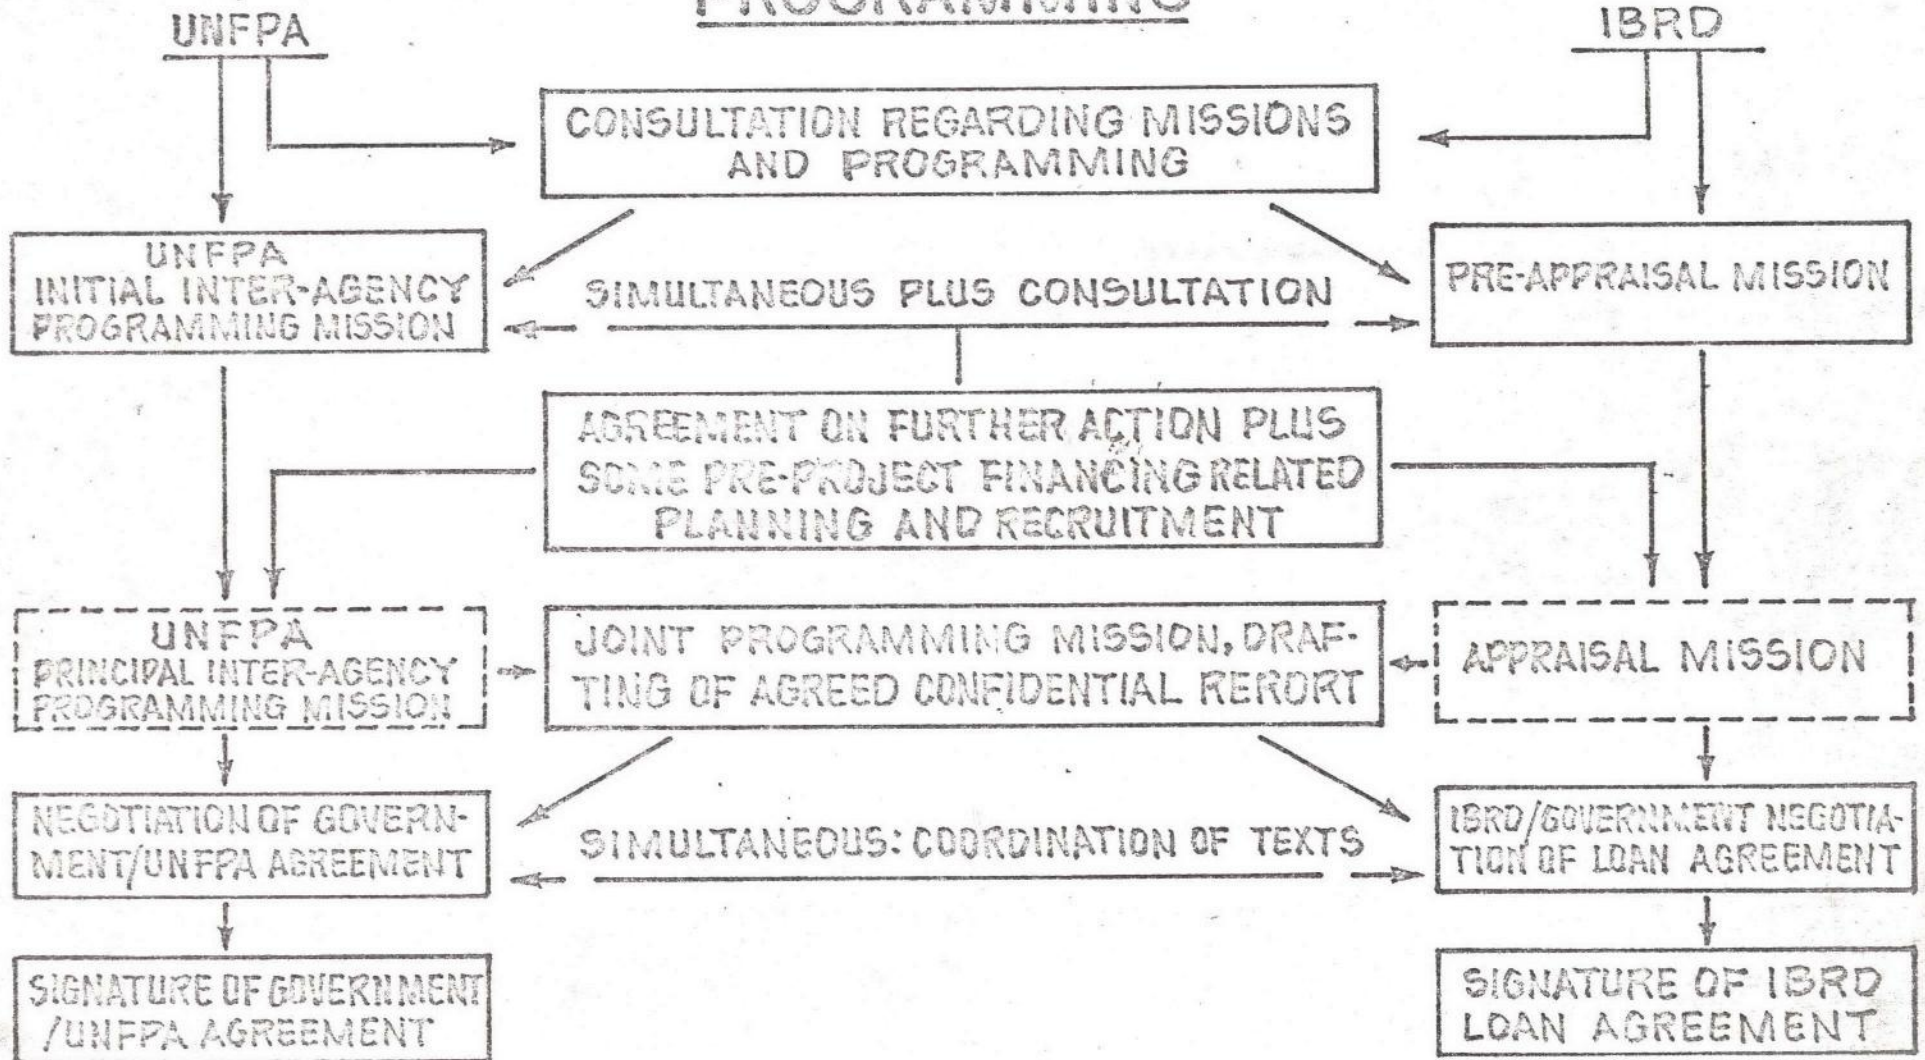 PROGRAMMING
UNFPA
IBRD
CONSULTATION REGARDING MISSIONS
AND PROGRAMMING
UNFPA
INITIAL INTER-AGENCY
PROGRAMMING MISSION
SIMULTANEOUS PLUS CONSULTATION
PRE-APPRAISAL MISSION
AGREEMENT ON FURTHER ACTION PLUS
SOME PRE-PROJECT FINANCING RELATED
PLANNING AND RECRUITMENT
UNFPA
PRINCIPAL INTER-AGENCY
PROGRAMMING MISSION
JOINT PROGRAMMING MISSION, DRAF-
TING OF AGREED CONFIDENTIAL RERORT
APPRAISAL MISSION
NEGOTIATION OF GOVERN-
MENT/UNFPA AGREEMENT
SIMULTANEOUS: COORDINATION OF TEXTS
IBRD/GOVERNMENT NEGOTIA-
TION OF LOAN AGREEMENT
SIGNATURE OF GOVERNMENT
/UNFPA AGREEMENT
SIGNATURE OF IBRD
LOAN AGREEMENT